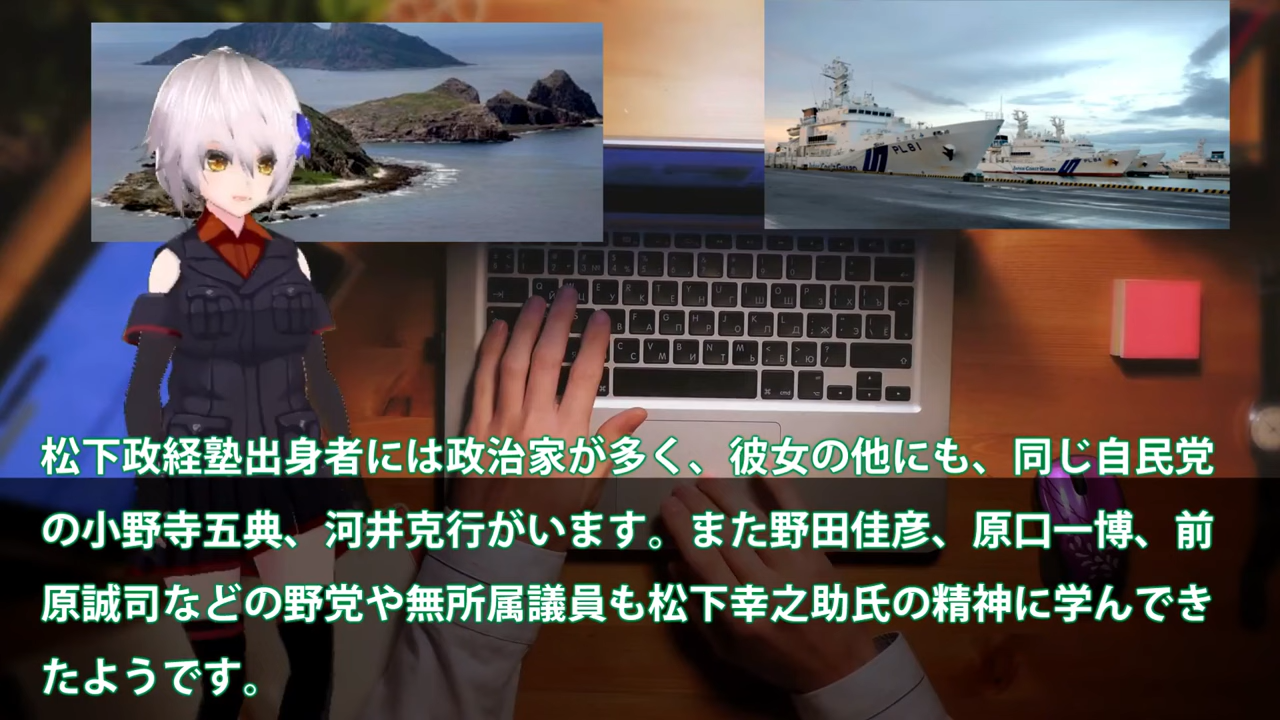 PL81
松下政経塾出身者には政治家が多く、彼女の他にも、同じ自民党
の小野寺五典、河井克行がいます。また野田佳彦、原口一博、前
原誠司などの野党や無所属議員も松下幸之助氏の精神に学んでき
たようです。